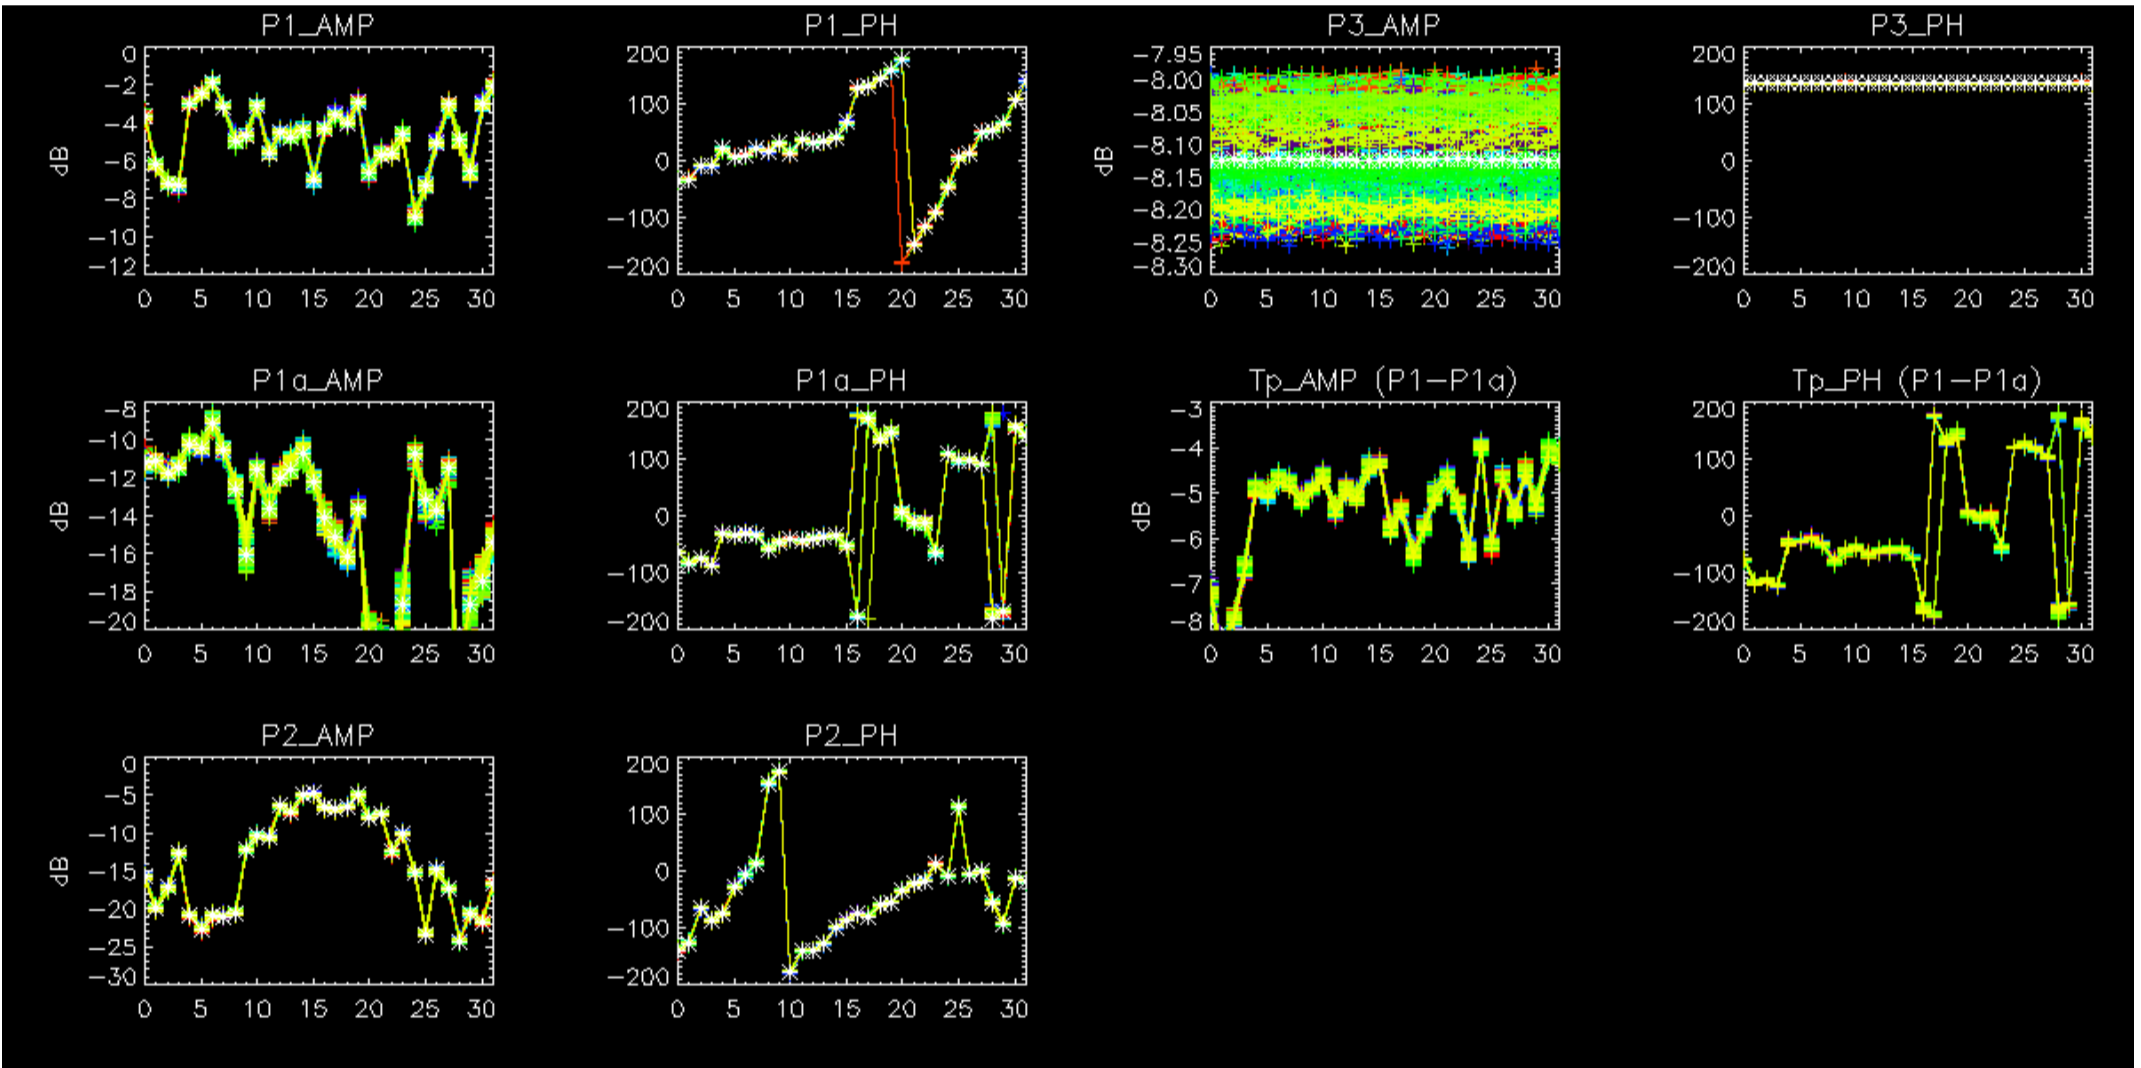 P1_AMP
0
−2
−4
−6
−8
−10
−12
dB
0 5 10 15 20 25 30
P1_PH
200
100
0
−100
−200
0 5 10 15 20 25 30
P3_AMP
−7.95
−8.00
−8.05
−8.10
−8.15
−8.20
−8.25
−8.30
dB
0 5 10 15 20 25 30
P3_PH
200
100
0
−100
−200
0 5 10 15 20 25 30
P1a_AMP
−8
−10
−12
−14
−16
−18
−20
dB
0 5 10 15 20 25 30
P1a_PH
200
100
0
−100
−200
0 5 10 15 20 25 30
Tp_AMP (P1−P1a)
−3
−4
−5
−6
−7
−8
dB
0 5 10 15 20 25 30
Tp_PH (P1−P1a)
200
100
0
−100
−200
0 5 10 15 20 25 30
P2_AMP
0
−5
−10
−15
−20
−25
−30
dB
0 5 10 15 20 25 30
P2_PH
200
100
0
−100
−200
0 5 10 15 20 25 30